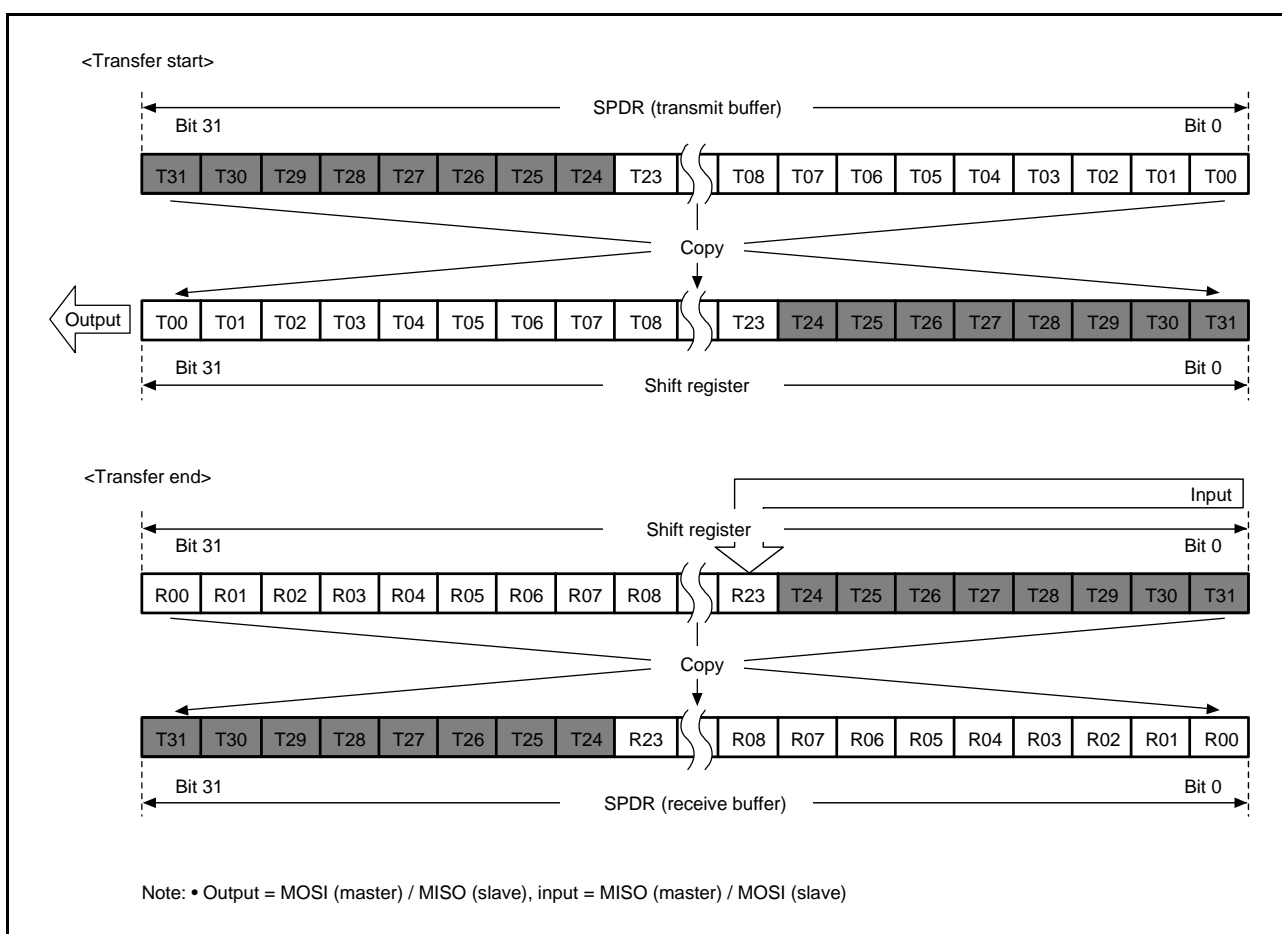 <Transfer start>
SPDR (transmit buffer)
Bit 31 Bit 0
T31 T30 T29 T28 T27 T26 T25 T24 T23 T08 T07 T06 T05 T04 T03 T02 T01 T00
Copy
Output T00 T01 T02 T03 T04 T05 T06 T07 T08 T23 T24 T25 T26 T27 T28 T29 T30 T31
Bit 31 Bit 0
Shift register
<Transfer end>
Input
Shift register
Bit 31 Bit 0
R00 R01 R02 R03 R04 R05 R06 R07 R08 R23 T24 T25 T26 T27 T28 T29 T30 T31
Copy
T31 T30 T29 T28 T27 T26 T25 T24 R23 R08 R07 R06 R05 R04 R03 R02 R01 R00
Bit 31 Bit 0
SPDR (receive buffer)
Note: • Output = MOSI (master) / MISO (slave), input = MISO (master) / MOSI (slave)